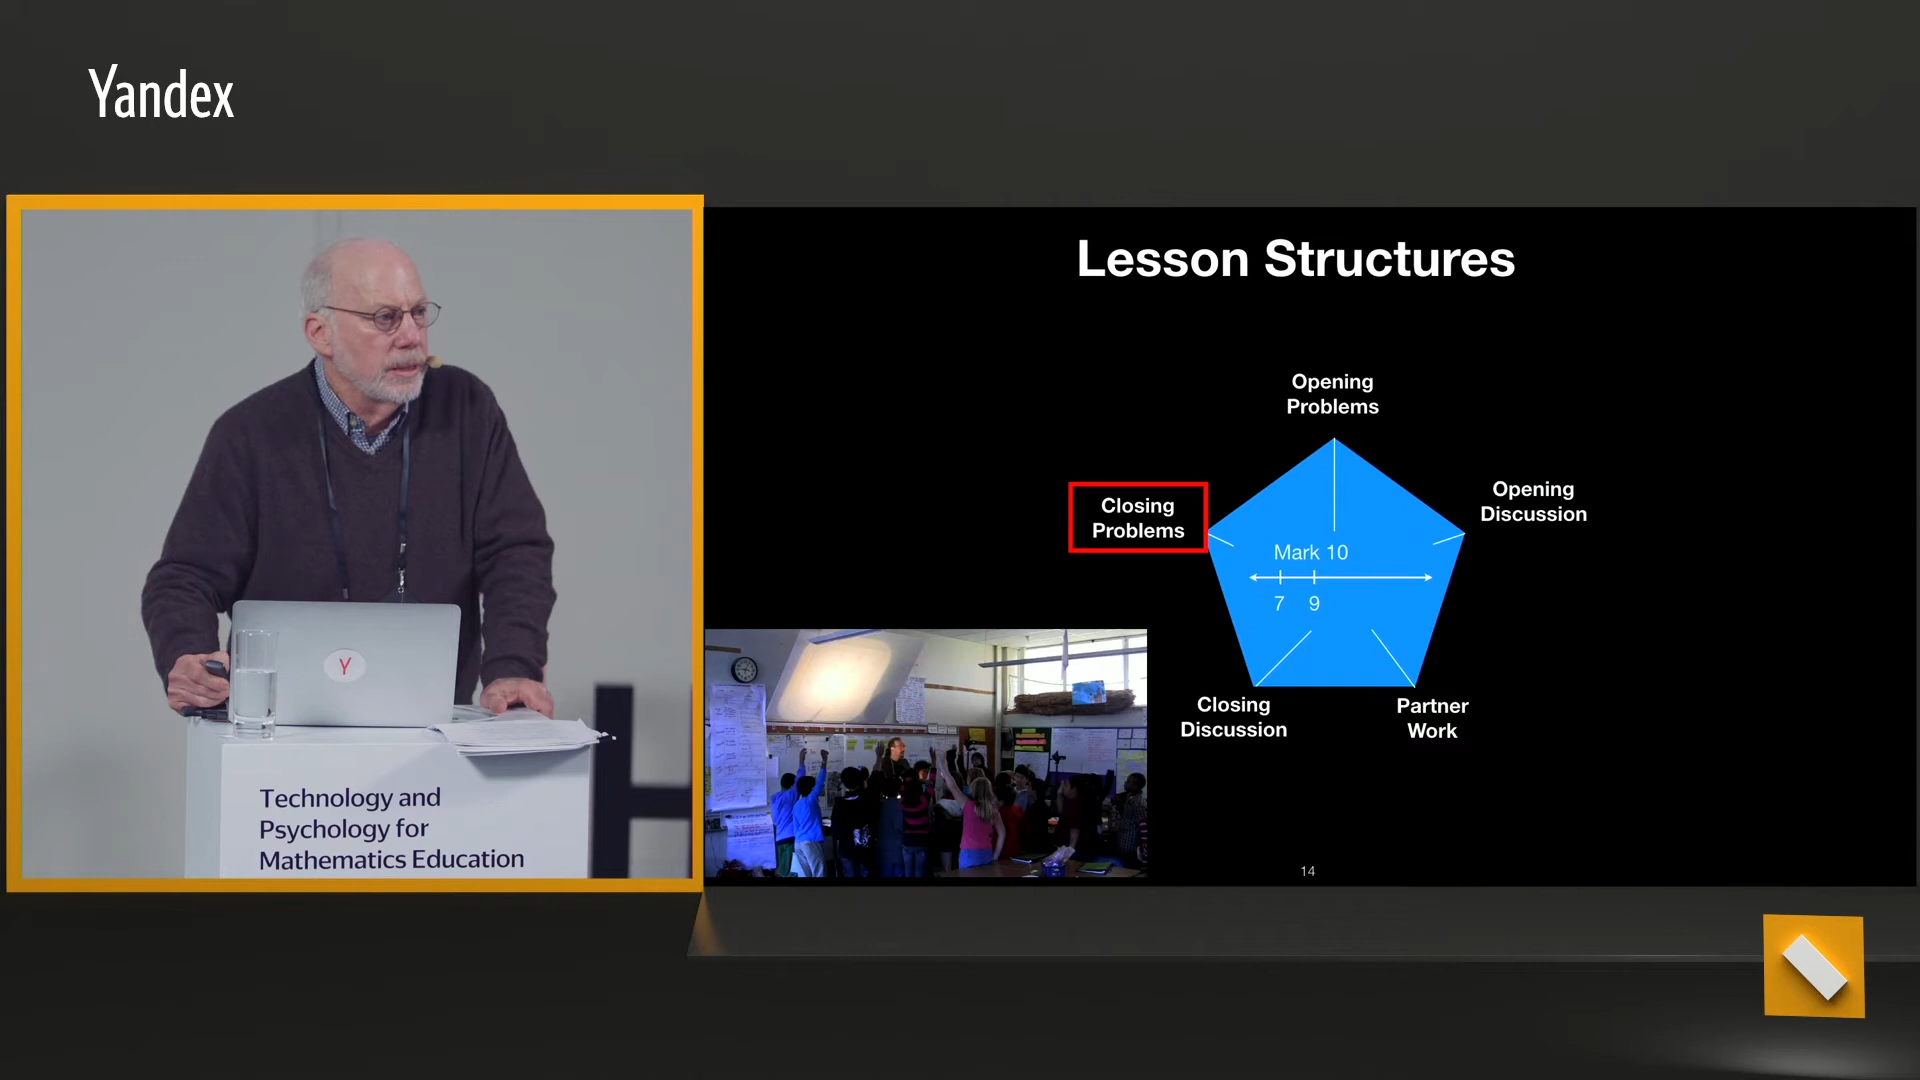 Yandex
Technology and
Psychology for
Mathematics Education
Y
Lesson Structures
Opening
Problems
Opening
Discussion
Closing
Problems
Mark 10
7 9
Closing
Discussion
Partner
Work
14